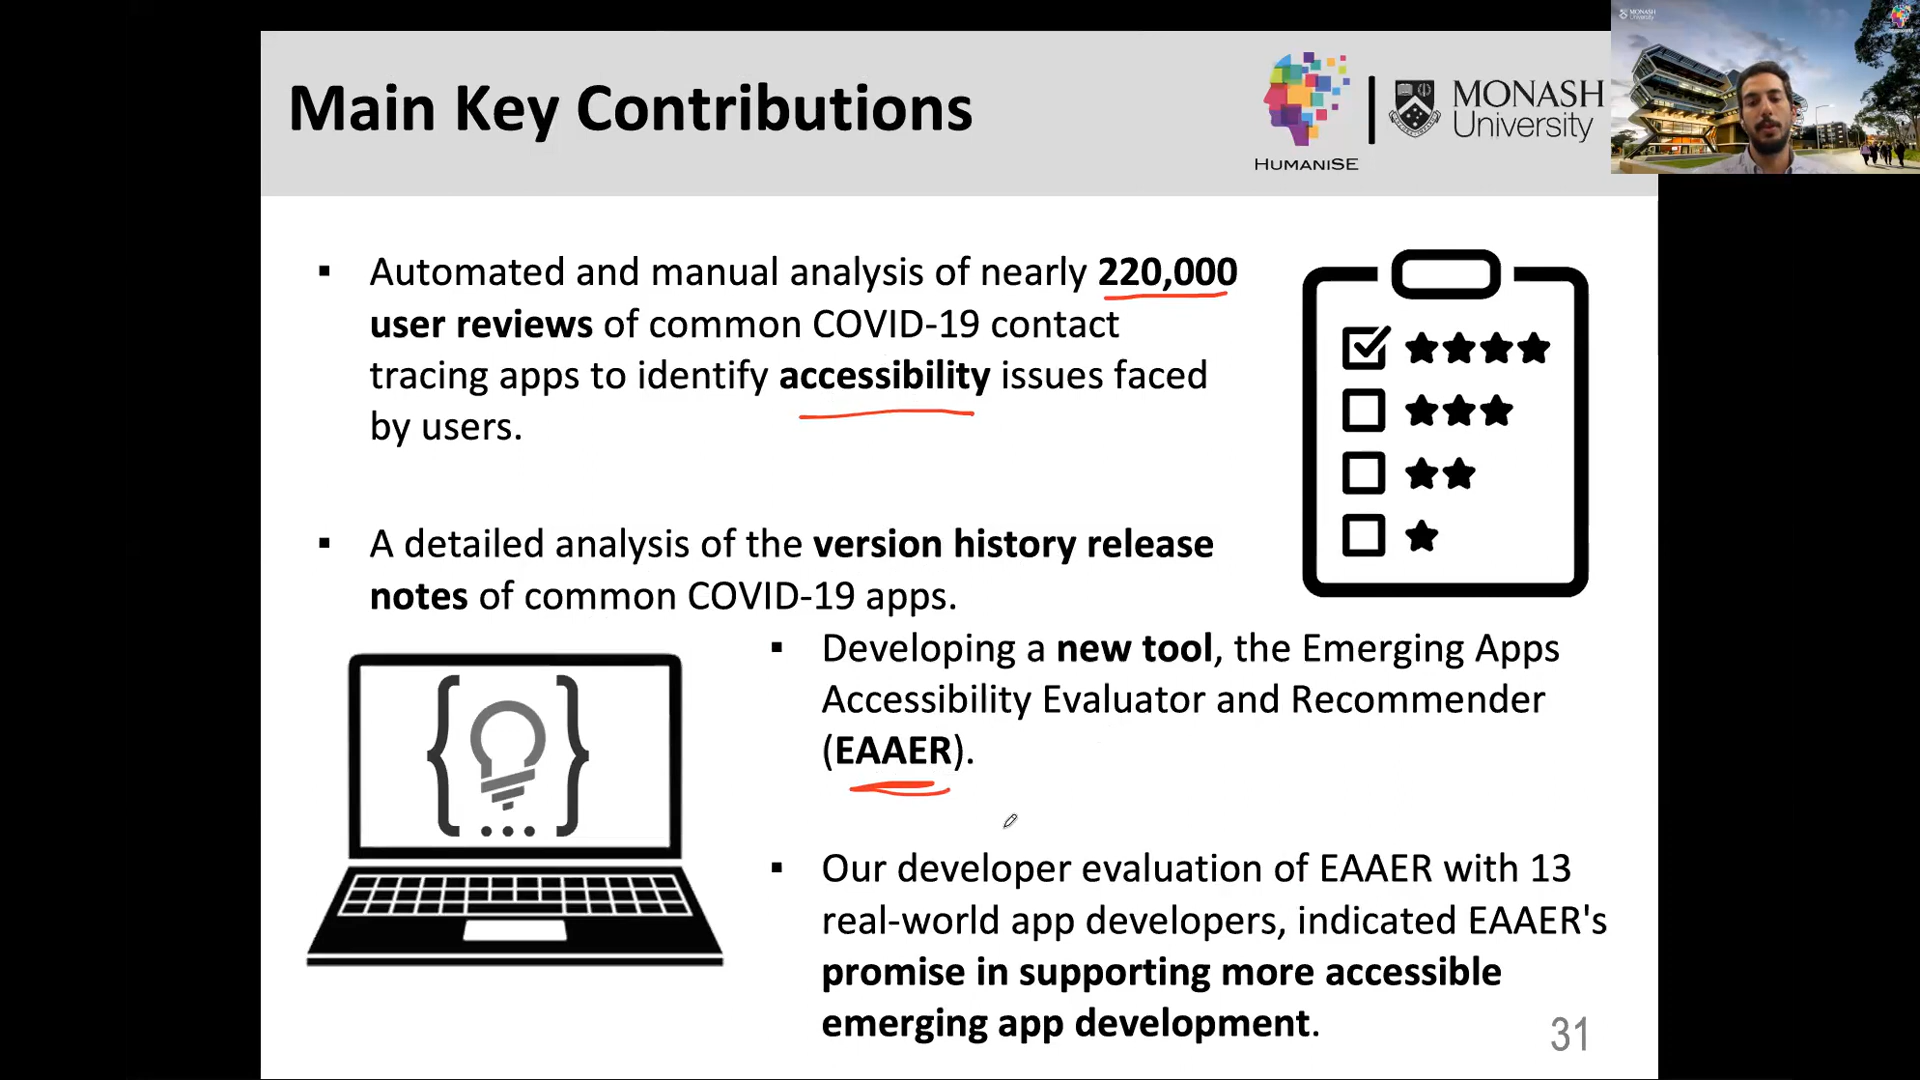 Main Key Contributions
HUMANISE
MONASH
University
MONASH
University
▪ Automated and manual analysis of nearly 220,000
user reviews of common COVID-19 contact
tracing apps to identify accessibility issues faced
by users.
▪ A detailed analysis of the version history release
notes of common COVID-19 apps.
▪ Developing a new tool, the Emerging Apps
Accessibility Evaluator and Recommender
(EAAER).
▪ Our developer evaluation of EAAER with 13
real-world app developers, indicated EAAER's
promise in supporting more accessible
emerging app development.
31